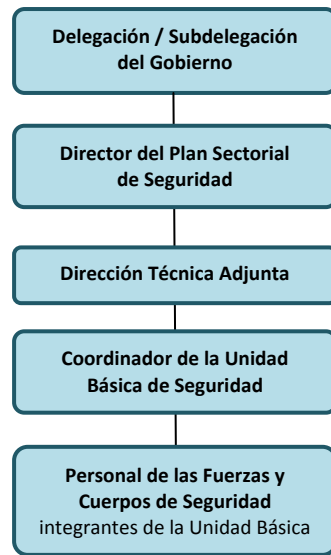 Delegación / Subdelegación
del Gobierno
Director del Plan Sectorial
de Seguridad
Dirección Técnica Adjunta
Coordinador de la Unidad
Básica de Seguridad
Personal de las Fuerzas y
Cuerpos de Seguridad
integrantes de la Unidad Básica